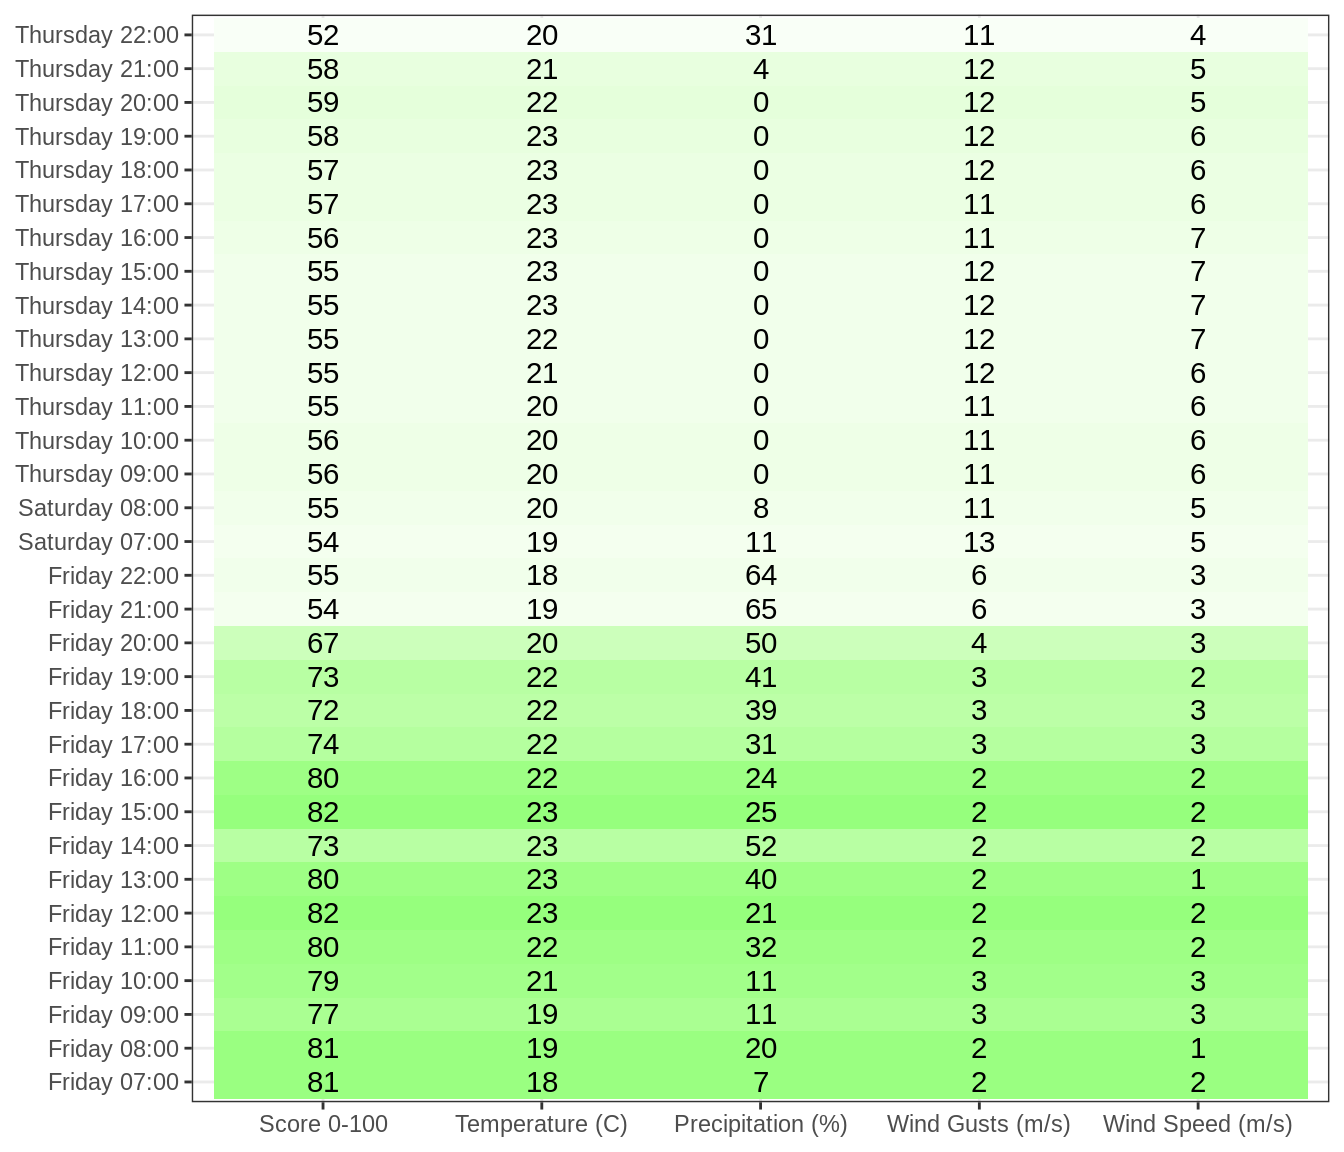 Thursday 22:00 52 20 31 11 4
Thursday 21:00 58 21 4 12 5
Thursday 20:00 59 22 0 12 5
Thursday 19:00 58 23 0 12 6
Thursday 18:00 57 23 0 12 6
Thursday 17:00 57 23 0 11 6
Thursday 16:00 56 23 0 11 7
Thursday 15:00 55 23 0 12 7
Thursday 14:00 55 23 0 12 7
Thursday 13:00 55 22 0 12 7
Thursday 12:00 55 21 0 12 6
Thursday 11:00 55 20 0 11 6
Thursday 10:00 56 20 0 11 6
Thursday 09:00 56 20 0 11 6
Saturday 08:00 55 20 8 11 5
Saturday 07:00 54 19 11 13 5
Friday 22:00 55 18 64 6 3
Friday 21:00 54 19 65 6 3
Friday 20:00 67 20 50 4 3
Friday 19:00 73 22 41 3 2
Friday 18:00 72 22 39 3 3
Friday 17:00 74 22 31 3 3
Friday 16:00 80 22 24 2 2
Friday 15:00 82 23 25 2 2
Friday 14:00 73 23 52 2 2
Friday 13:00 80 23 40 2 1
Friday 12:00 82 23 21 2 2
Friday 11:00 80 22 32 2 2
Friday 10:00 79 21 11 3 3
Friday 09:00 77 19 11 3 3
Friday 08:00 81 19 20 2 1
Friday 07:00 81 18 7 2 2
Score 0-100 Temperature (C) Precipitation (%) Wind Gusts (m/s) Wind Speed (m/s)